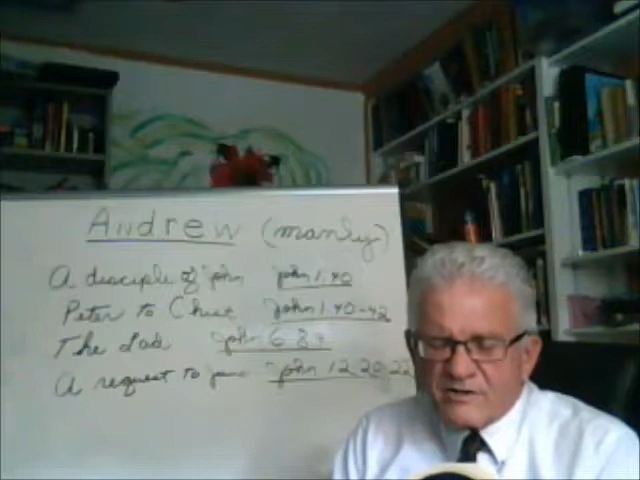 Andrew (manly)
A disciple of John John 1:40
Peter to Christ John 1:40-42
The Lad John 6:8,9
A request to John 12:20-22